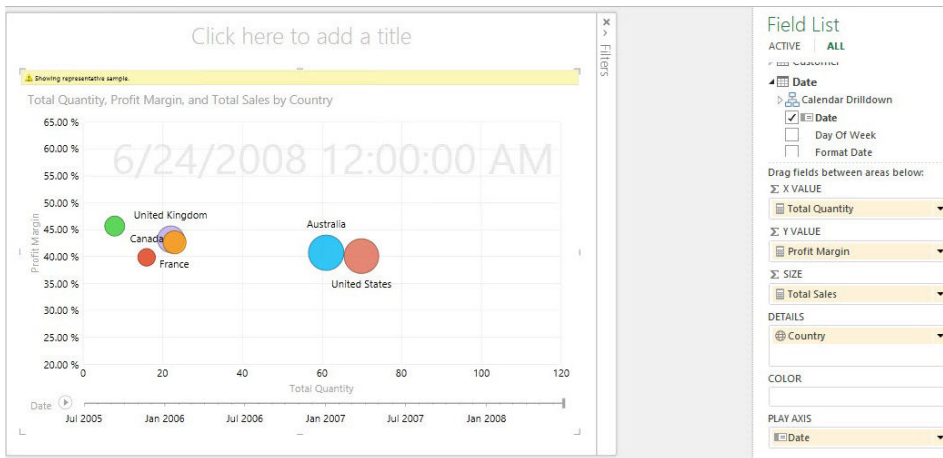 Click here to add a title
Filters
Showing representative sample.
Total Quantity, Profit Margin, and Total Sales by Country
6/24/2008 12:00:00 AM
65.00 %
60.00 %
55.00 %
50.00 %
45.00 %
40.00 %
35.00 %
30.00 %
25.00 %
20.00 %
Profit Margin
United Kingdom
Canada
France
Australia
United States
0 20 40 60 80 100 120
Total Quantity
Date
Jul 2005 Jan 2006 Jul 2006 Jan 2007 Jul 2007 Jan 2008
Field List
ACTIVE ALL
Customer
Date
Calendar Drilldown
Date
Day Of Week
Format Date
Drag fields between areas below:
Σ X VALUE
Total Quantity
Σ Y VALUE
Profit Margin
Σ SIZE
Total Sales
DETAILS
Country
COLOR
PLAY AXIS
Date